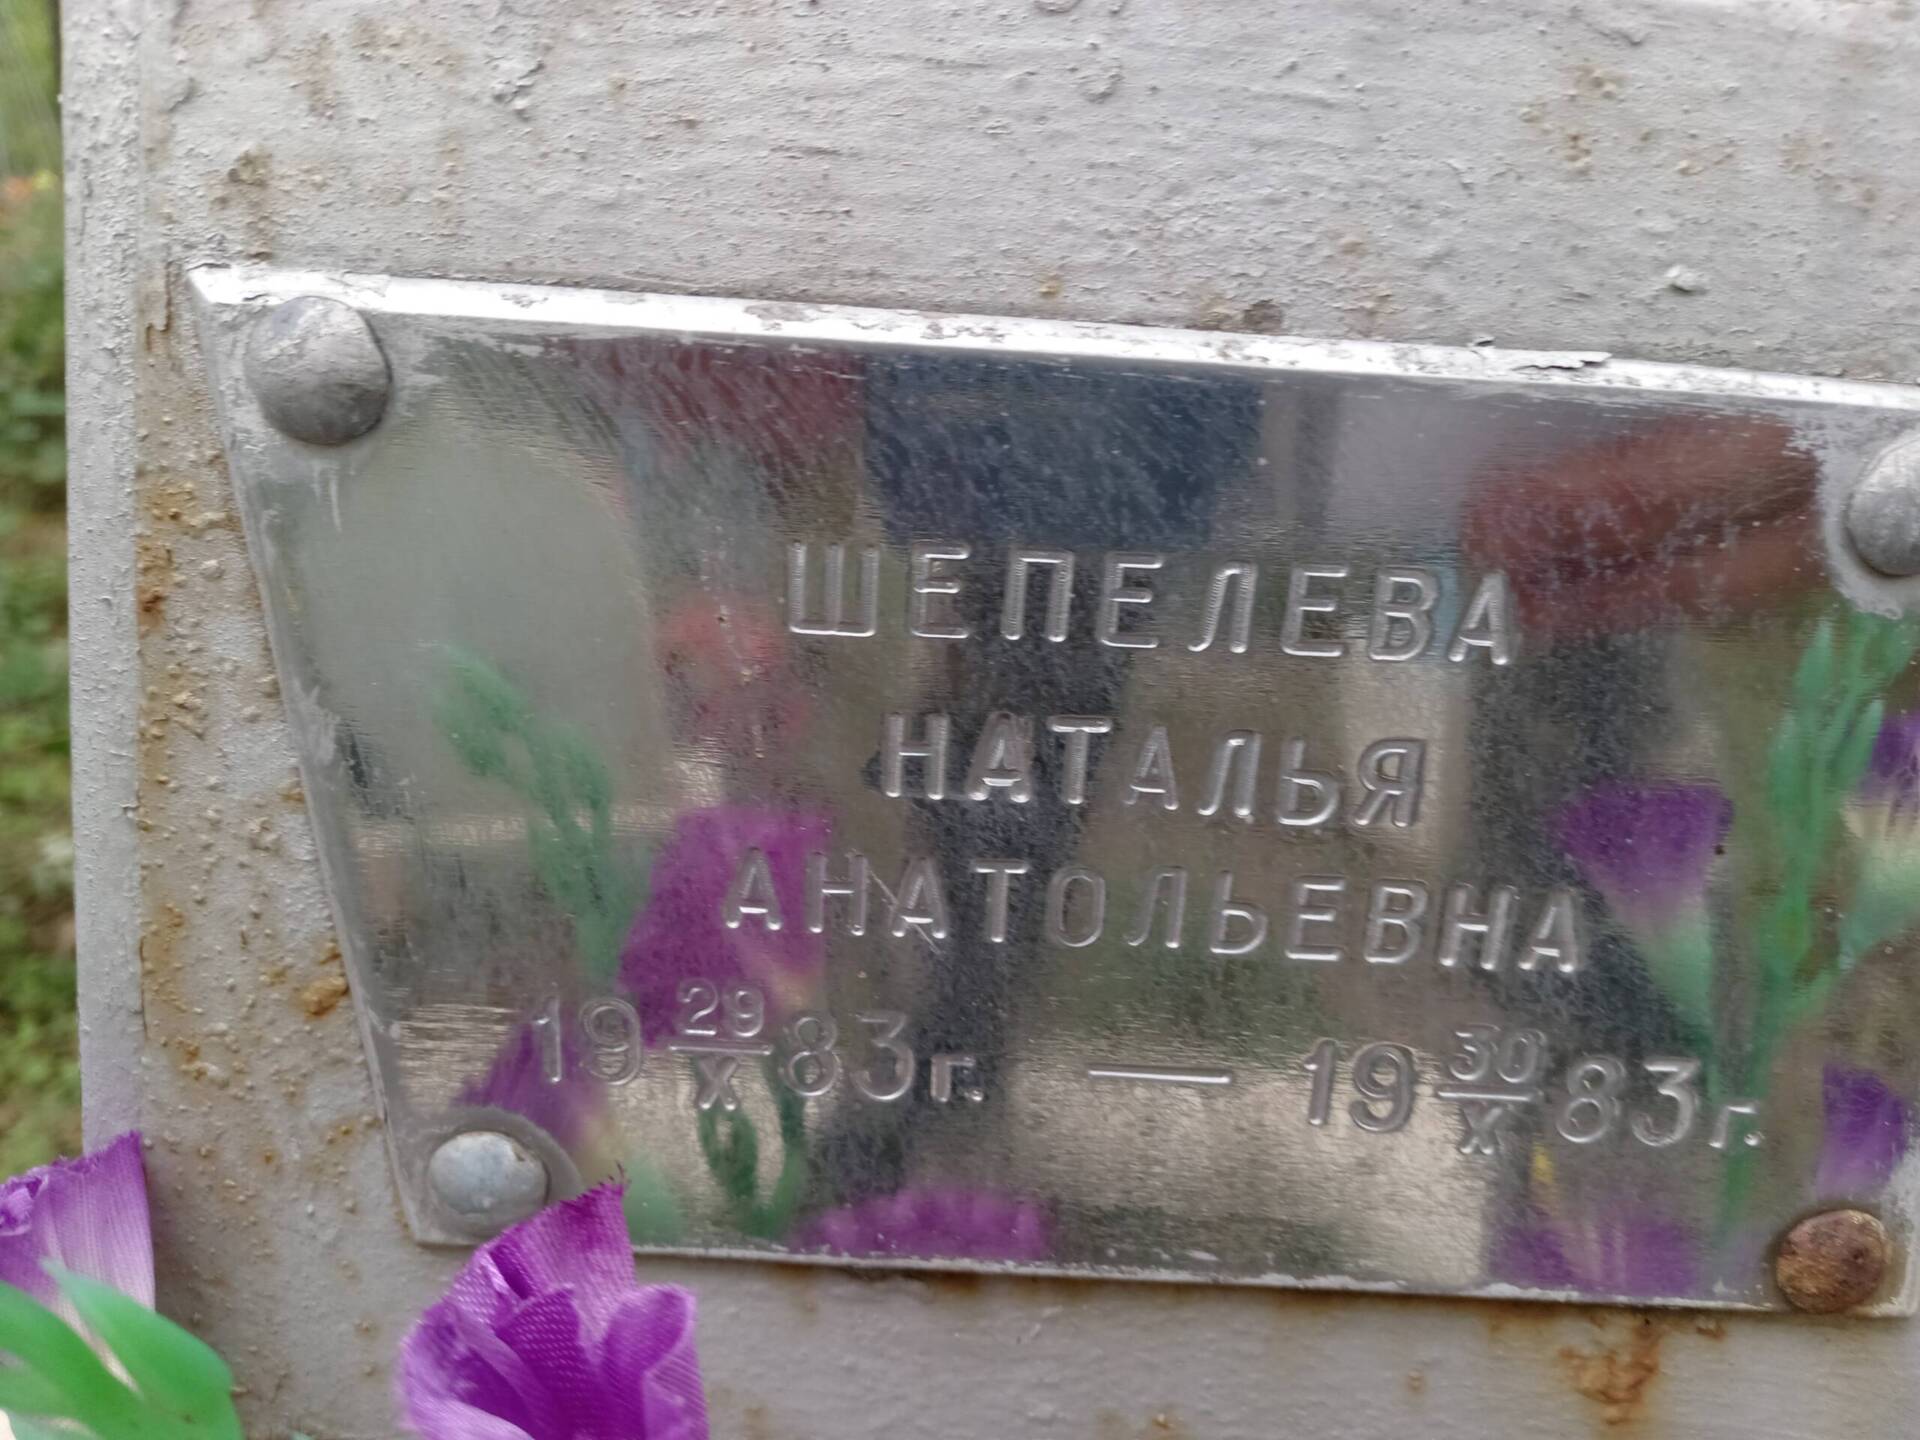 ШЕПЕЛЕВА
НАТАЛЬЯ
АНАТОЛЬЕВНА
19 29/X 83г. — 19 30/X 83г.